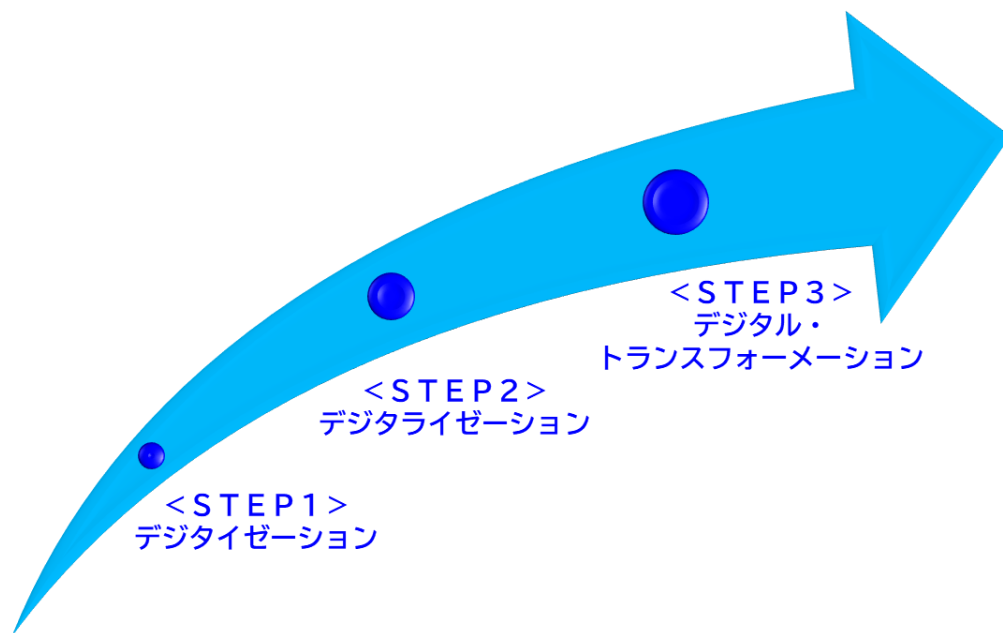 ＜ＳＴＥＰ１＞
デジタイゼーション
＜ＳＴＥＰ２＞
デジタライゼーション
＜ＳＴＥＰ３＞
デジタル・
トランスフォーメーション